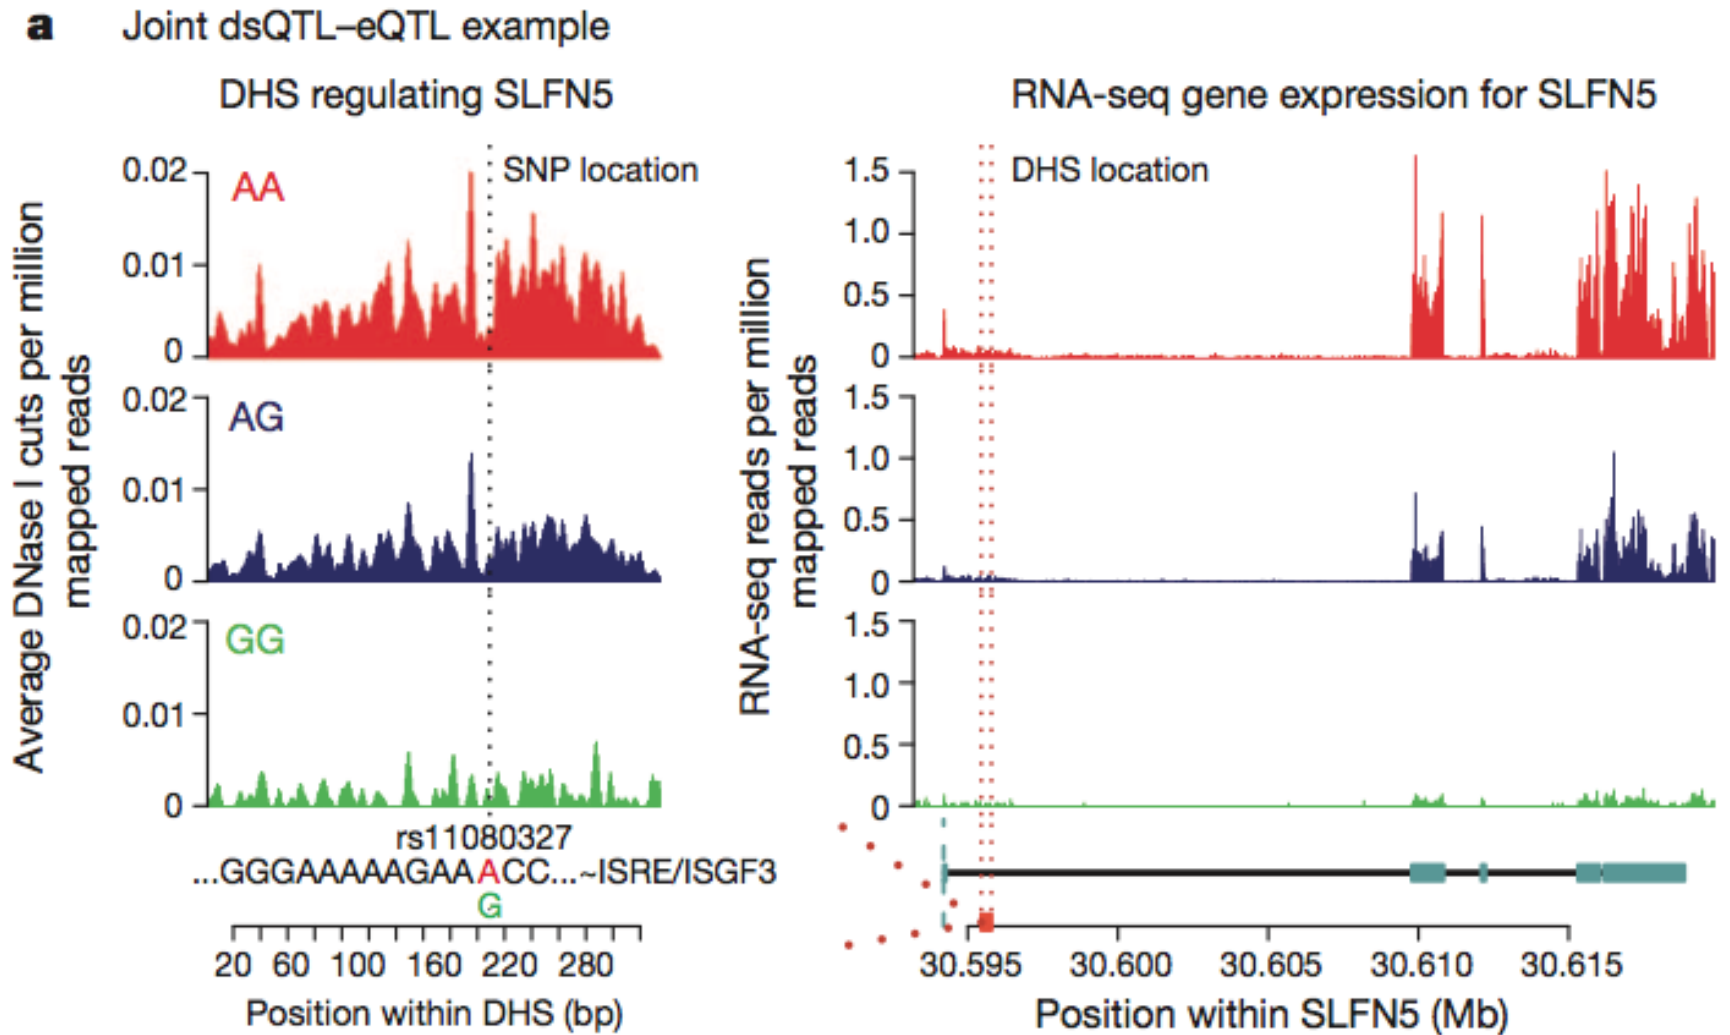 a Joint dsQTL–eQTL example
DHS regulating SLFN5
Average DNase I cuts per million
mapped reads
0.02
0.01
0
AA
SNP location
0.02
0.01
0
AG
0.02
0.01
0
GG
rs11080327
...GGGAAAAAGAAACC...~ISRE/ISGF3
G
20 60 100 160 220 280
Position within DHS (bp)
RNA-seq gene expression for SLFN5
RNA-seq reads per million
mapped reads
1.5
1.0
0.5
0
DHS location
1.5
1.0
0.5
0
1.5
1.0
0.5
0
30.595 30.600 30.605 30.610 30.615
Position within SLFN5 (Mb)